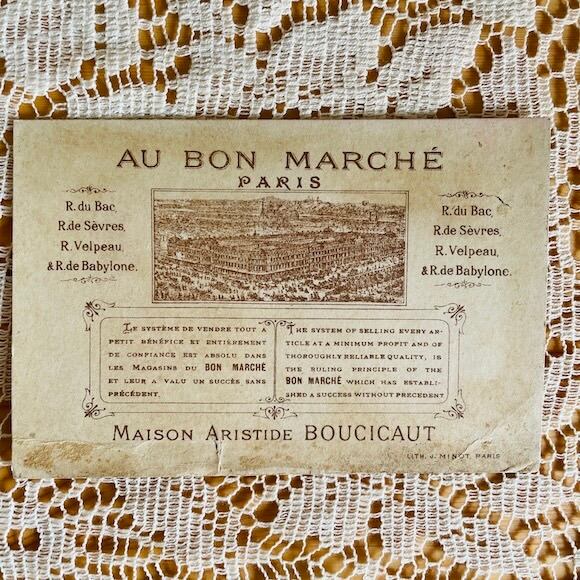 AU BON MARCHÉ
PARIS
R. du Bac,
R. de Sèvres,
R. Velpeau,
& R. de Babylone.
R. du Bac,
R. de Sèvres,
R. Velpeau,
& R. de Babylone.
LE SYSTÈME DE VENDRE TOUT A
PETIT BÉNÉFICE ET ENTIÈREMENT
DE CONFIANCE EST ABSOLU DANS
LES MAGASINS DU BON MARCHÉ
ET LEUR A VALU UN SUCCÈS SANS
PRÉCÉDENT.
THE SYSTEM OF SELLING EVERY AR-
TICLE AT A MINIMUM PROFIT AND OF
THOROUGHLY RELIABLE QUALITY, IS
THE RULING PRINCIPLE OF THE
BON MARCHÉ WHICH HAS ESTABLI-
SHED A SUCCESS WITHOUT PRECEDENT
MAISON ARISTIDE BOUCICAUT
LITH. J. MINOT, PARIS